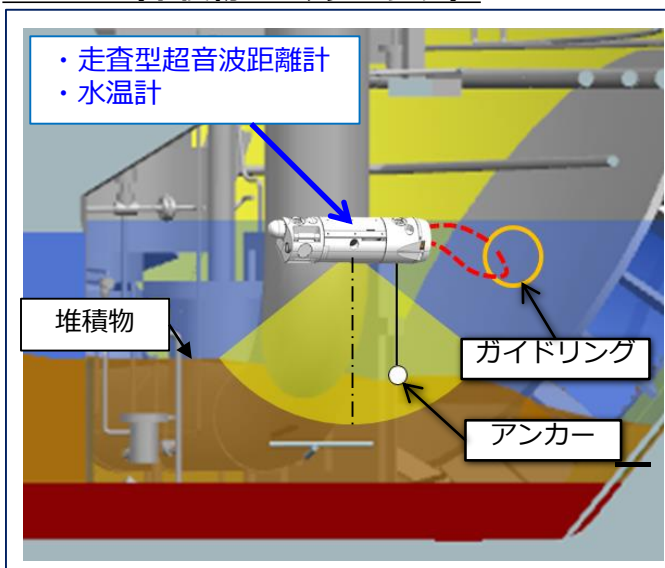 ・走査型超音波距離計
・水温計
堆積物
ガイドリング
アンカー